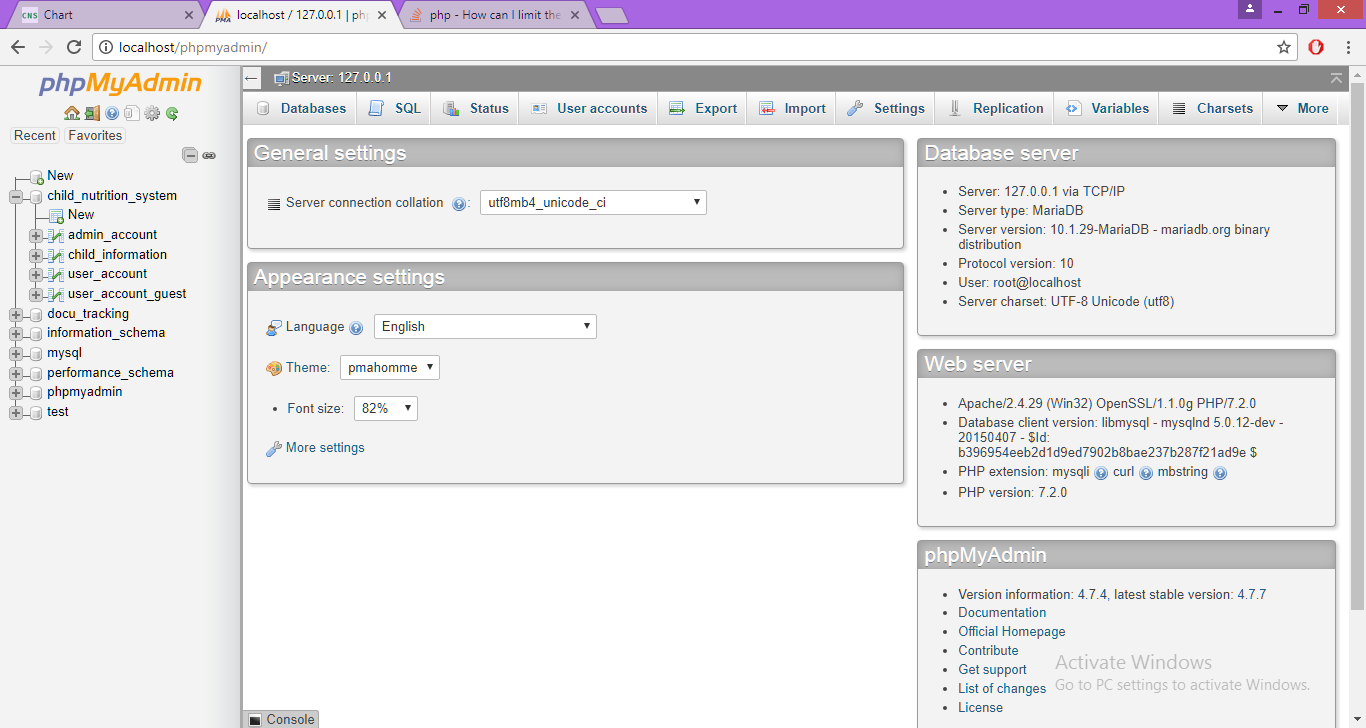 CNS Chart
localhost / 127.0.0.1 | ph
php - How can I limit the
localhost/phpmyadmin/
phpMyAdmin
Recent Favorites
New
child_nutrition_system
New
admin_account
child_information
user_account
user_account_guest
docu_tracking
information_schema
mysql
performance_schema
phpmyadmin
test
Server: 127.0.0.1
Databases SQL Status User accounts Export Import Settings Replication Variables Charsets More
General settings
Server connection collation : utf8mb4_unicode_ci
Appearance settings
Language English
Theme: pmahomme
Font size: 82%
More settings
Database server
Server: 127.0.0.1 via TCP/IP
Server type: MariaDB
Server version: 10.1.29-MariaDB - mariadb.org binary
distribution
Protocol version: 10
User: root@localhost
Server charset: UTF-8 Unicode (utf8)
Web server
Apache/2.4.29 (Win32) OpenSSL/1.1.0g PHP/7.2.0
Database client version: libmysql - mysqlnd 5.0.12-dev -
20150407 - $Id:
b396954eeb2d1d9ed7902b8bae237b287f21ad9e $
PHP extension: mysqli curl mbstring
PHP version: 7.2.0
phpMyAdmin
Version information: 4.7.4, latest stable version: 4.7.7
Documentation
Official Homepage
Contribute
Get support
List of changes
License
Activate Windows
Go to PC settings to activate Windows.
Console